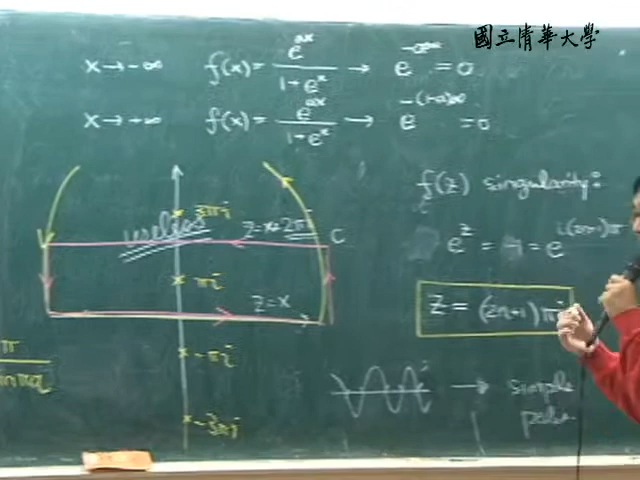 國立清華大學
x → -∞ f(x) = e^{ax} / (1 + e^x) → e^{-a∞} = 0
x → +∞ f(x) = e^{ax} / (1 + e^x) → e^{-(1-a)∞} = 0
f(z) singularity:
e^z = -1 = e^{i(2n+1)π}
z = (2n+1)πi
→ simple
pole
3πi
useless
z = x + 2πi
C
πi
z = x
-πi
-3πi
π